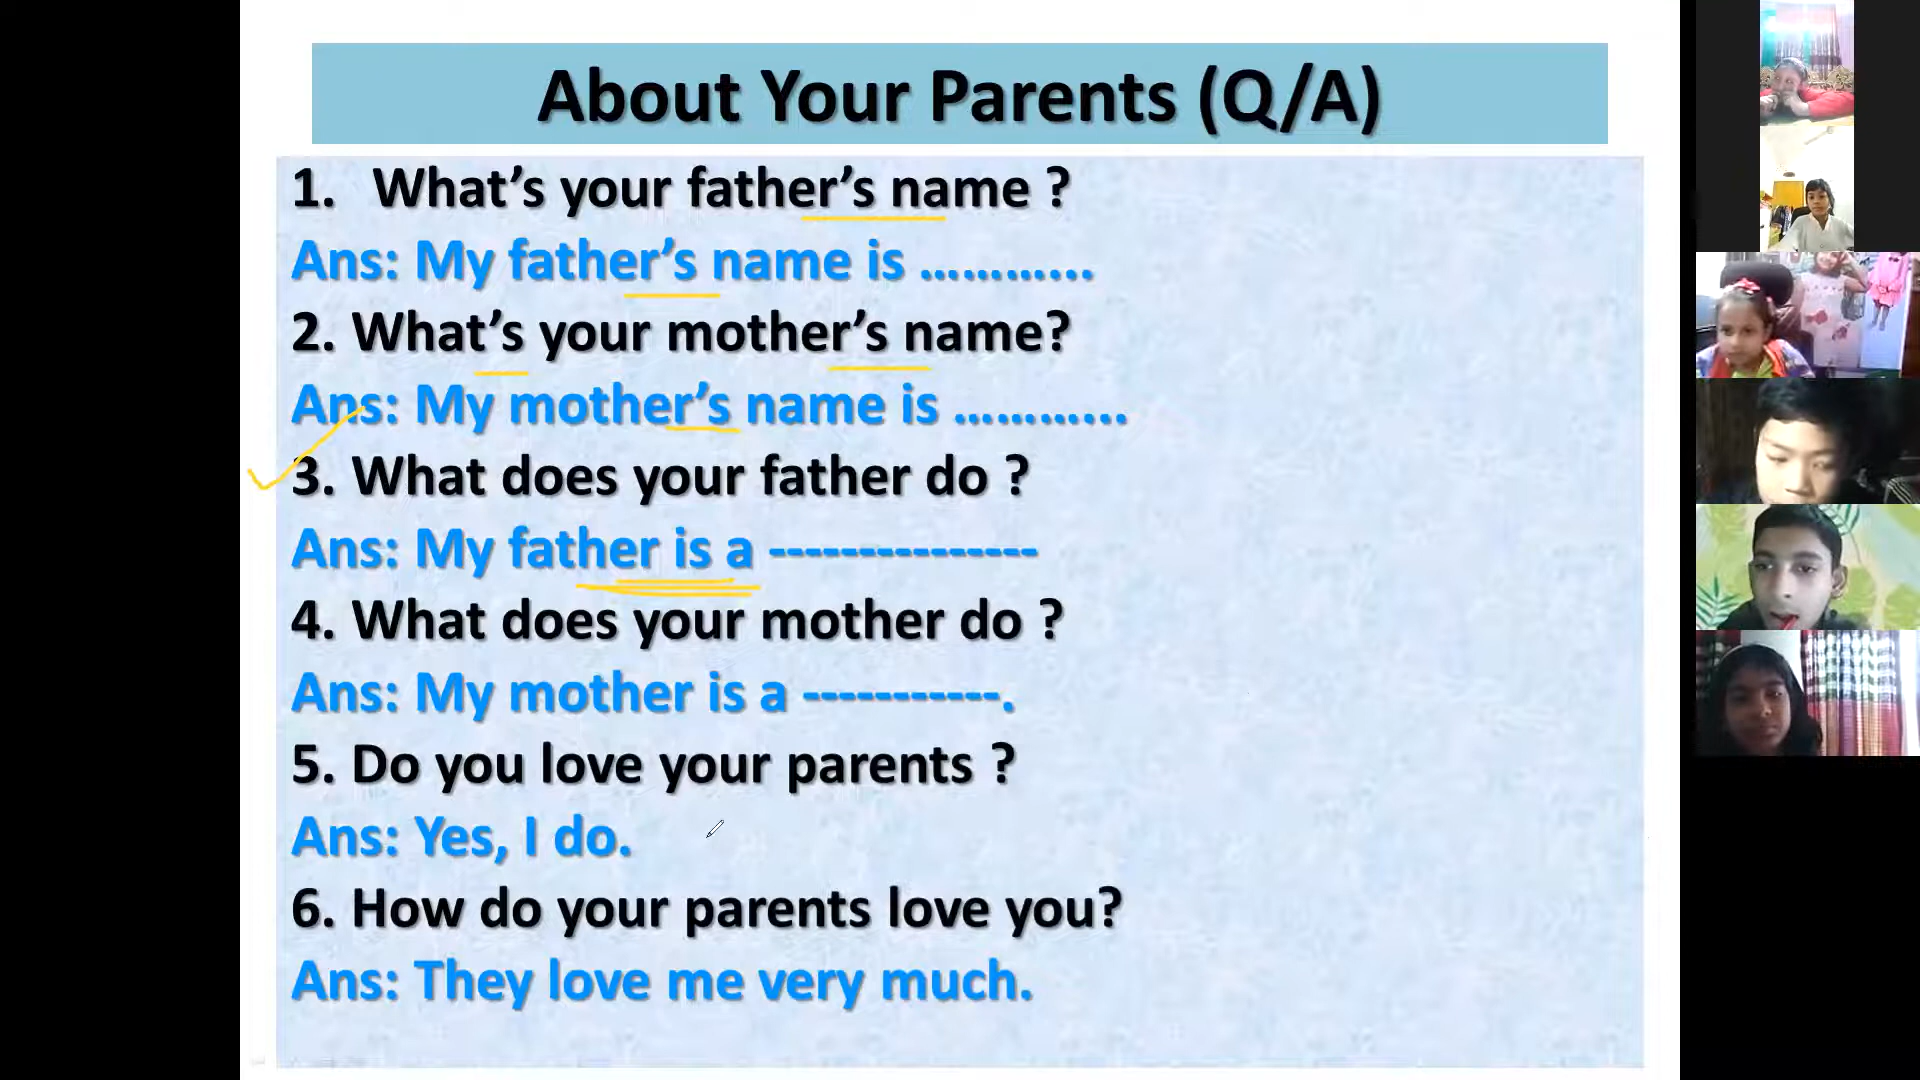 About Your Parents (Q/A)
1. What’s your father’s name ?
Ans: My father’s name is …………...
2. What’s your mother’s name?
Ans: My mother’s name is …………...
3. What does your father do ?
Ans: My father is a ---------------
4. What does your mother do ?
Ans: My mother is a -----------.
5. Do you love your parents ?
Ans: Yes, I do.
6. How do your parents love you?
Ans: They love me very much.